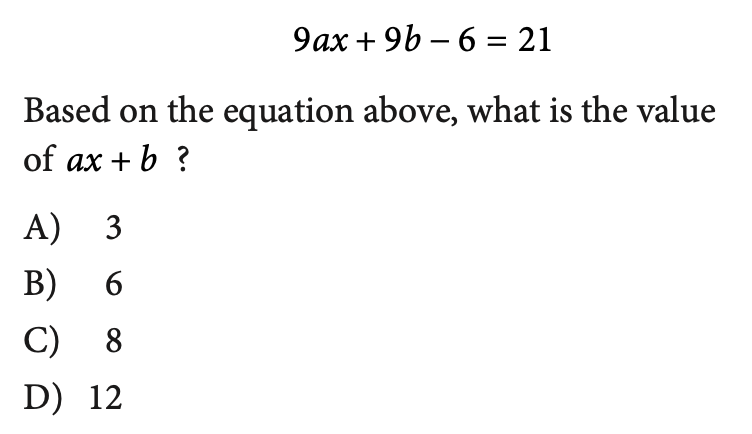 9ax + 9b − 6 = 21
Based on the equation above, what is the value
of ax + b ?
A) 3
B) 6
C) 8
D) 12